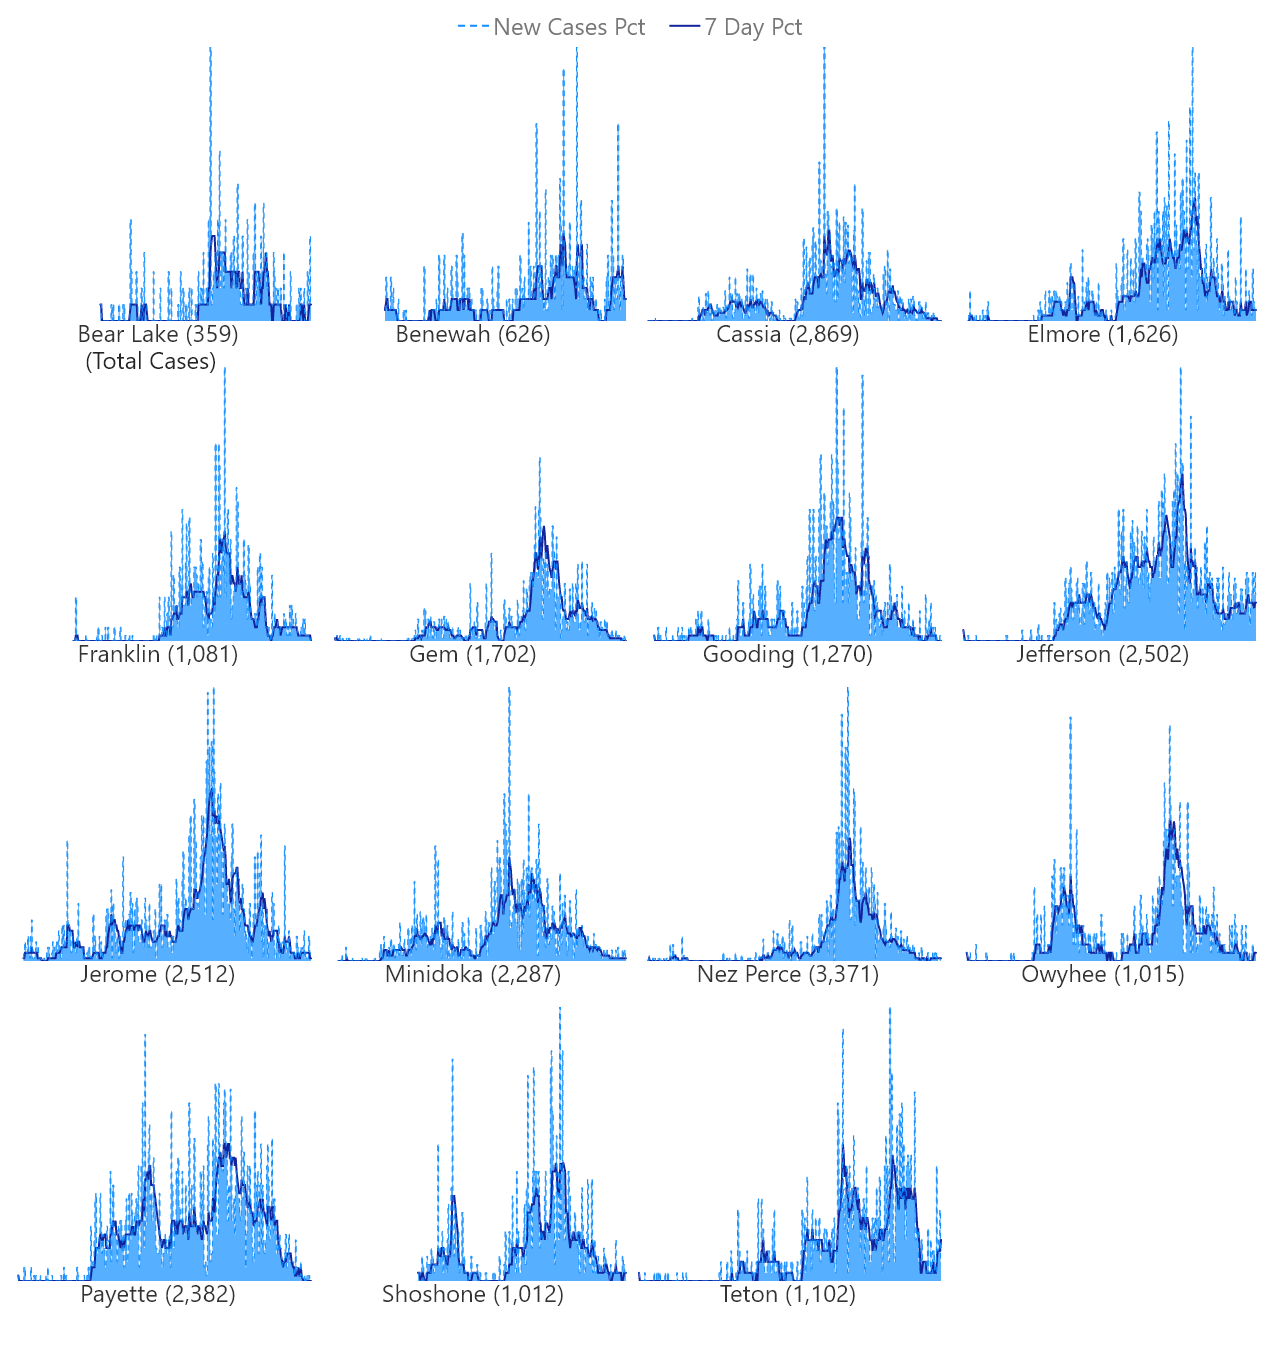 New Cases Pct 7 Day Pct
Bear Lake (359) Benewah (626) Cassia (2,869) Elmore (1,626)
(Total Cases)
Franklin (1,081) Gem (1,702) Gooding (1,270) Jefferson (2,502)
Jerome (2,512) Minidoka (2,287) Nez Perce (3,371) Owyhee (1,015)
Payette (2,382) Shoshone (1,012) Teton (1,102)